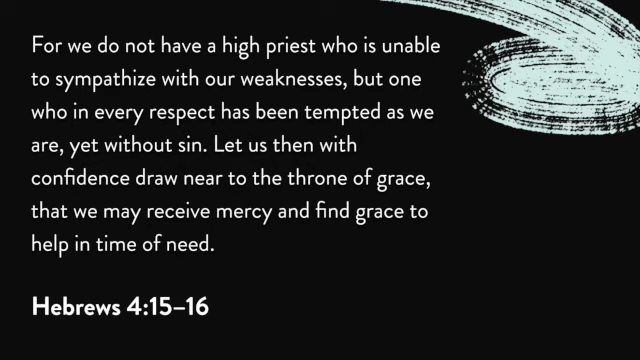 For we do not have a high priest who is unable
to sympathize with our weaknesses, but one
who in every respect has been tempted as we
are, yet without sin. Let us then with
confidence draw near to the throne of grace,
that we may receive mercy and find grace to
help in time of need.
Hebrews 4:15–16